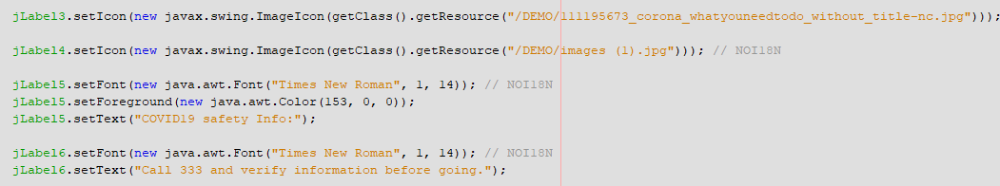 jLabel3.setIcon(new javax.swing.ImageIcon(getClass().getResource("/DEMO/111195673_corona_whatyouneedtodo_without_title-nc.jpg")));
jLabel4.setIcon(new javax.swing.ImageIcon(getClass().getResource("/DEMO/images (1).jpg"))); // NOI18N
jLabel5.setFont(new java.awt.Font("Times New Roman", 1, 14)); // NOI18N
jLabel5.setForeground(new java.awt.Color(153, 0, 0));
jLabel5.setText("COVID19 safety Info:");
jLabel6.setFont(new java.awt.Font("Times New Roman", 1, 14)); // NOI18N
jLabel6.setText("Call 333 and verify information before going.");